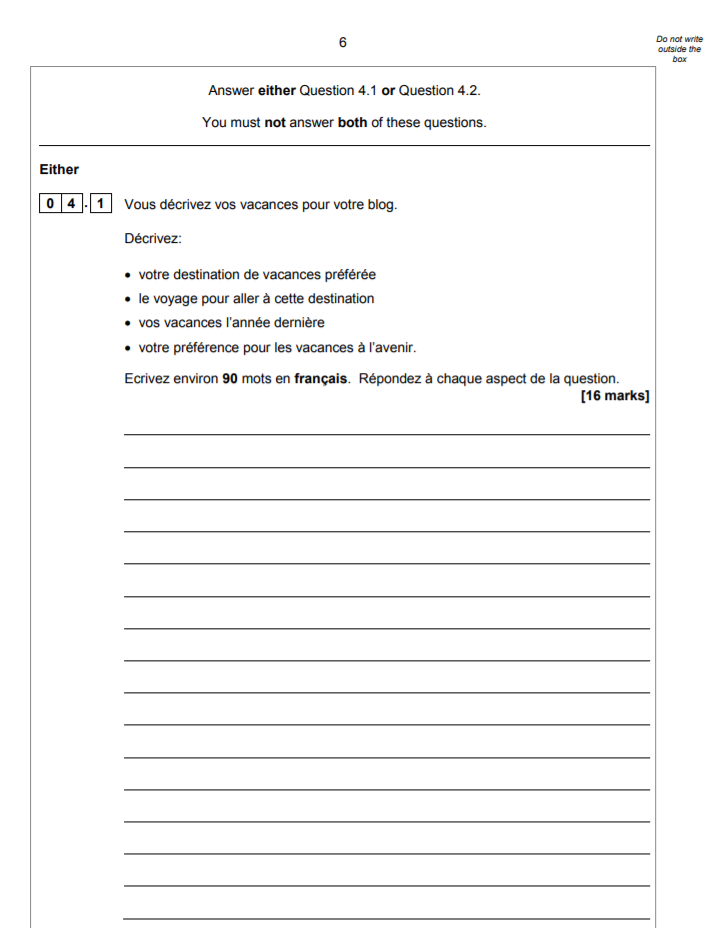 6
Do not write
outside the
box
Answer either Question 4.1 or Question 4.2.
You must not answer both of these questions.
Either
0 4 . 1 Vous décrivez vos vacances pour votre blog.
Décrivez:
• votre destination de vacances préférée
• le voyage pour aller à cette destination
• vos vacances l'année dernière
• votre préférence pour les vacances à l'avenir.
Ecrivez environ 90 mots en français. Répondez à chaque aspect de la question.
[16 marks]